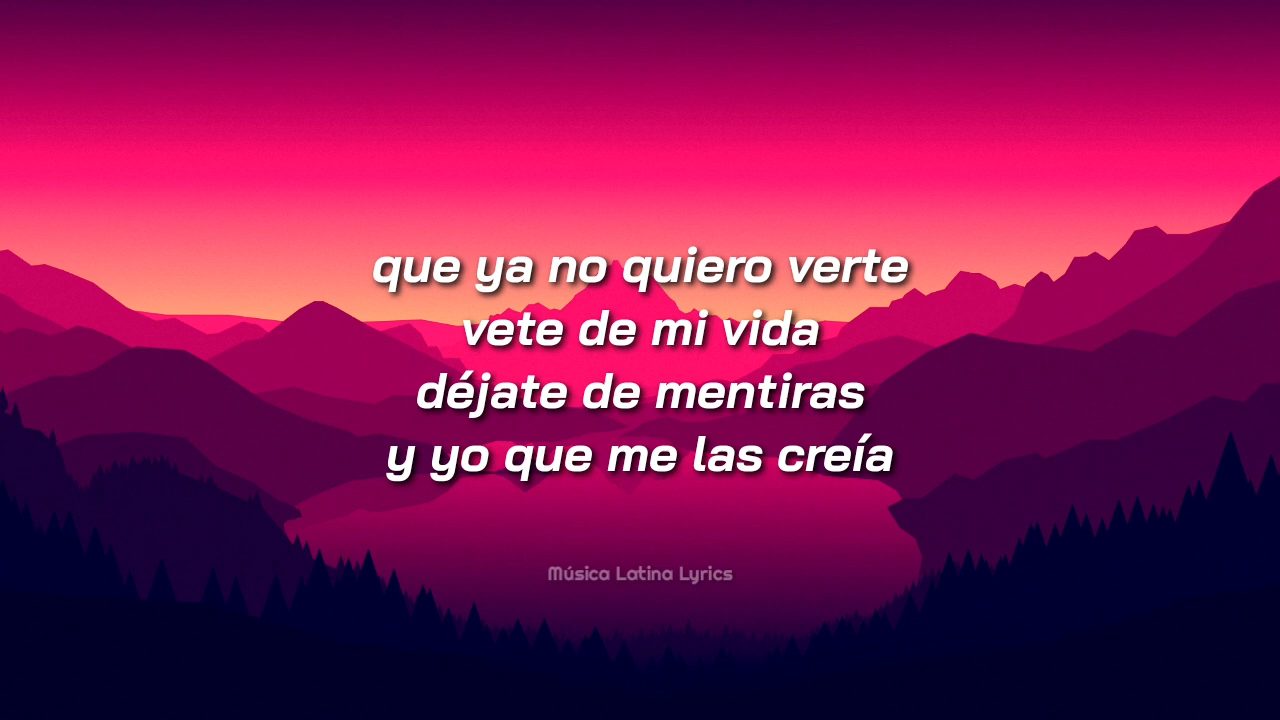 que ya no quiero verte
vete de mi vida
déjate de mentiras
y yo que me las creía
Música Latina Lyrics